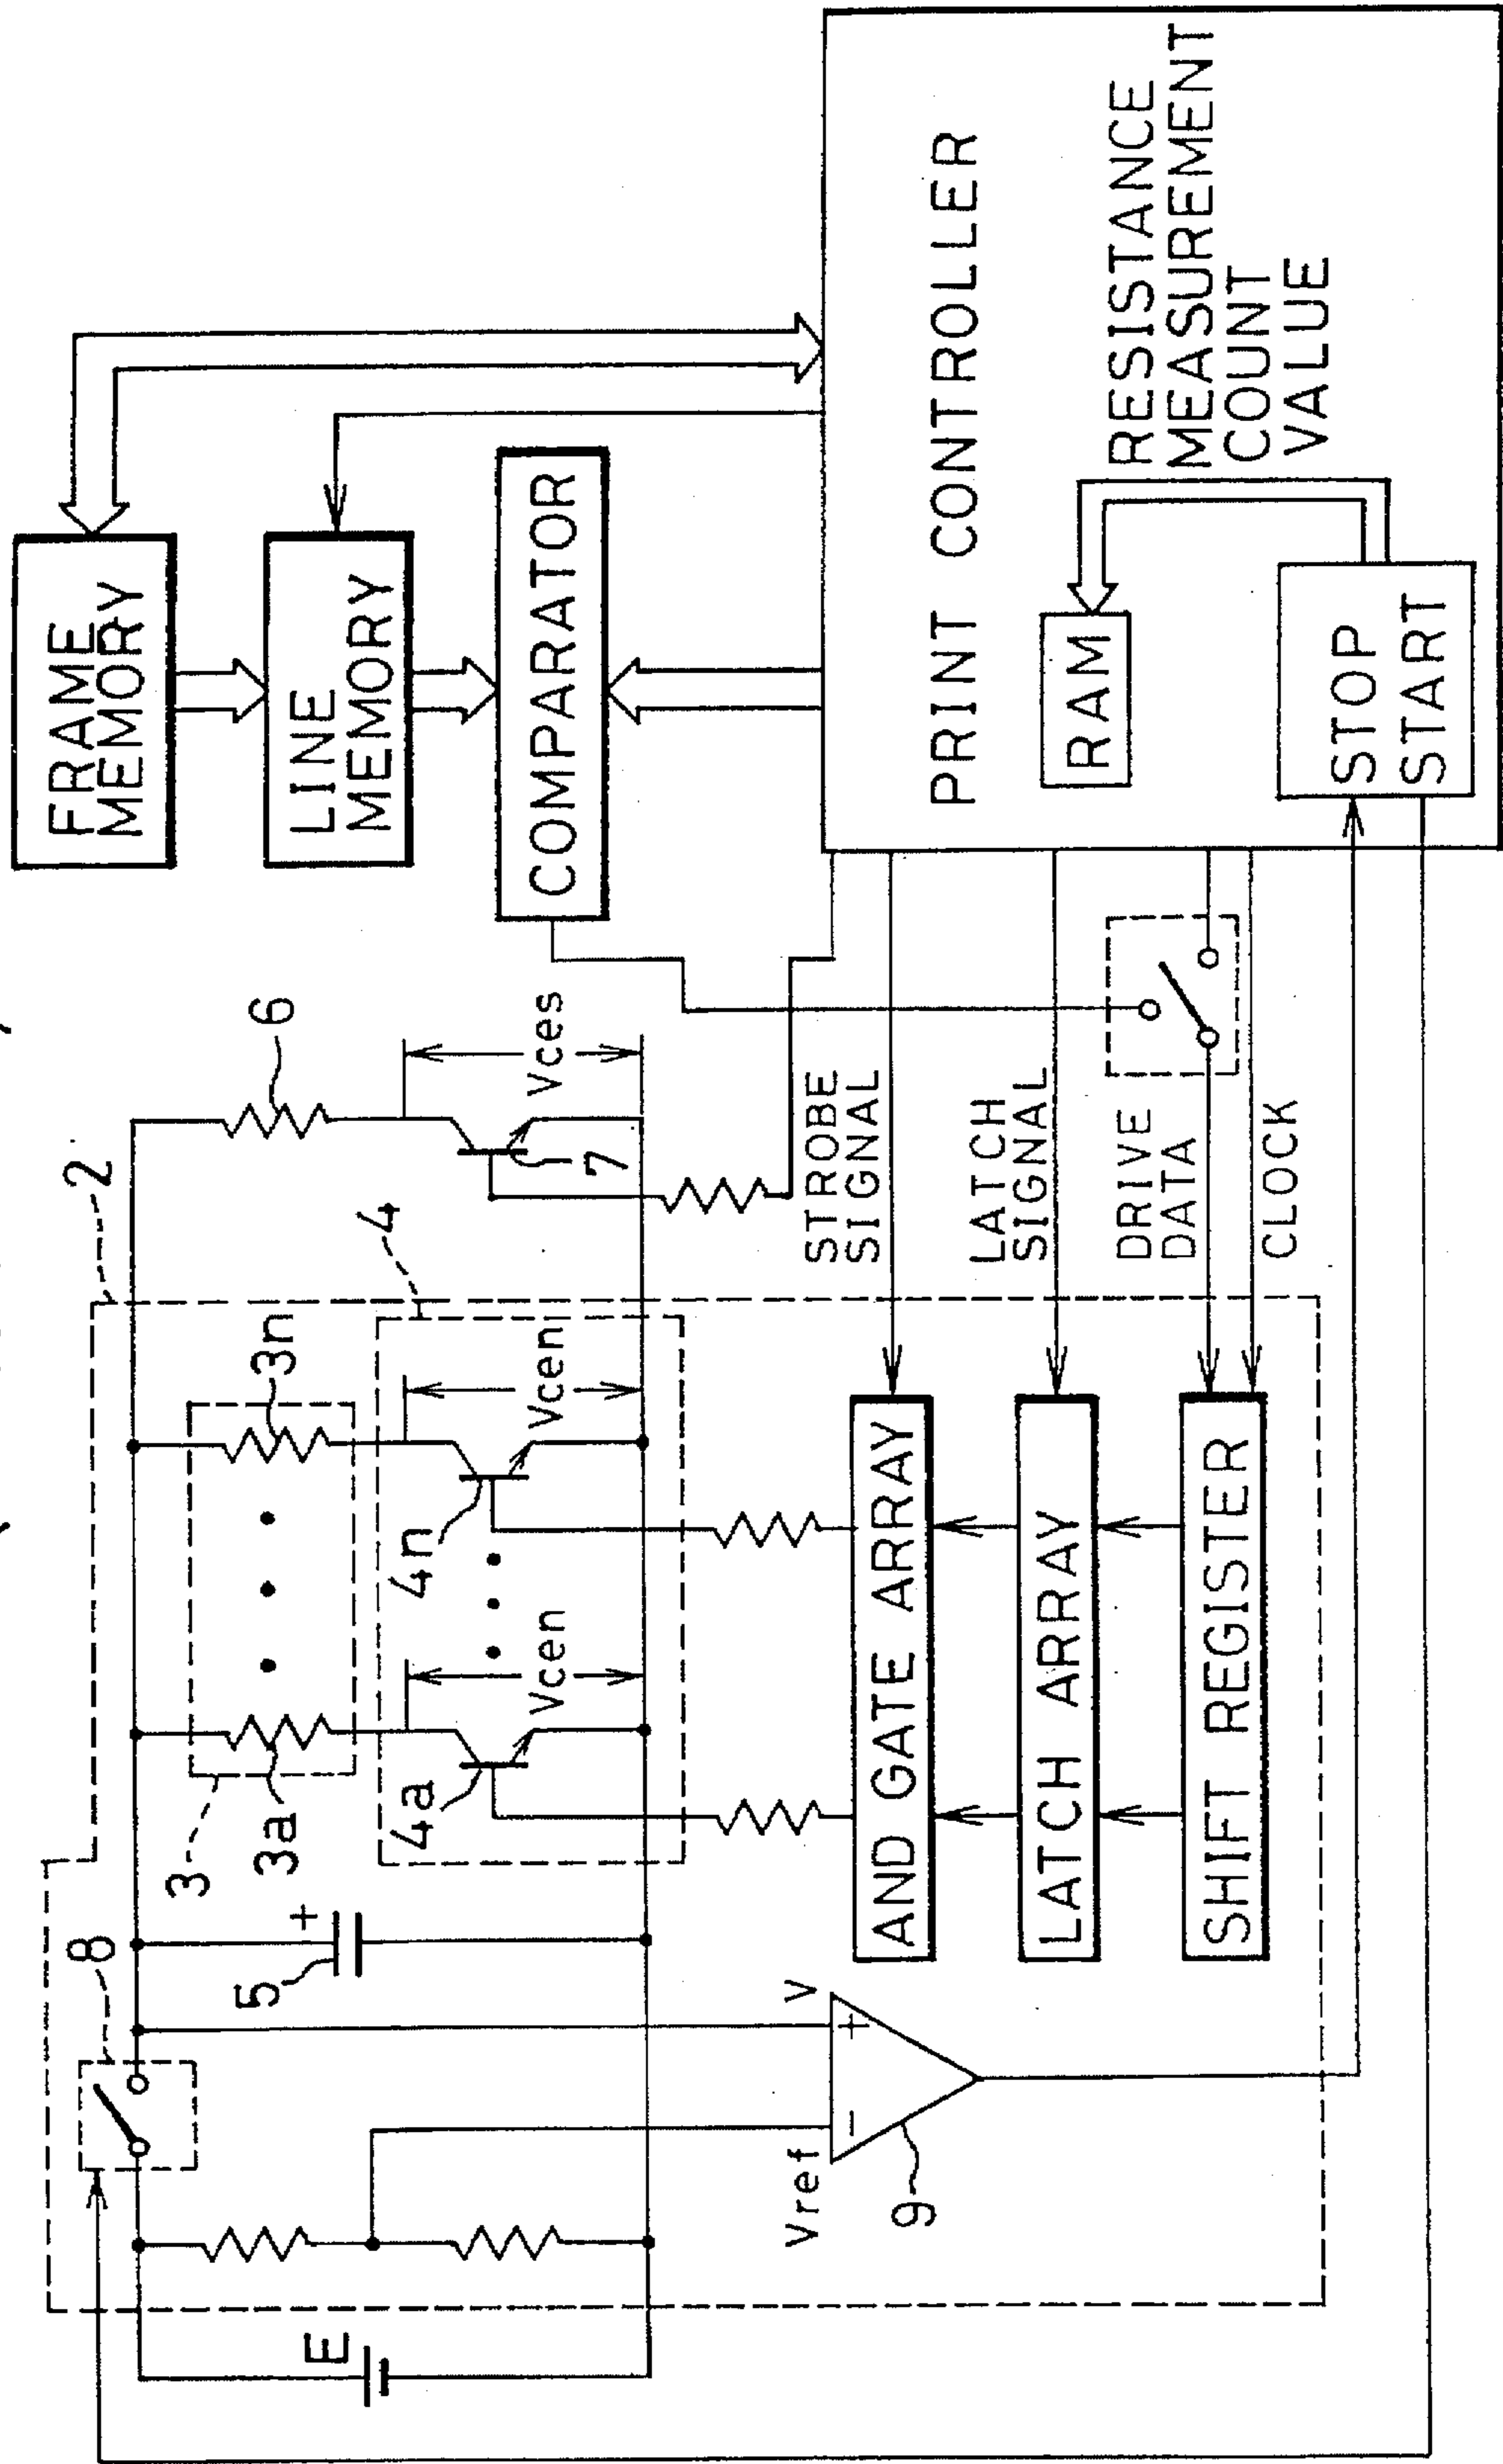 FRAME
MEMORY
LINE
MEMORY
COMPARATOR
PRINT CONTROLLER
RESISTANCE
MEASUREMENT
COUNT
VALUE
RAM
STOP
START
2
3
3a
3n
4
4a
4n
Vcen
Vcen
5
+
6
7
Vces
8
E
Vref
V
−
+
9
STROBE
SIGNAL
LATCH
SIGNAL
DRIVE
DATA
CLOCK
AND GATE ARRAY
LATCH ARRAY
SHIFT REGISTER